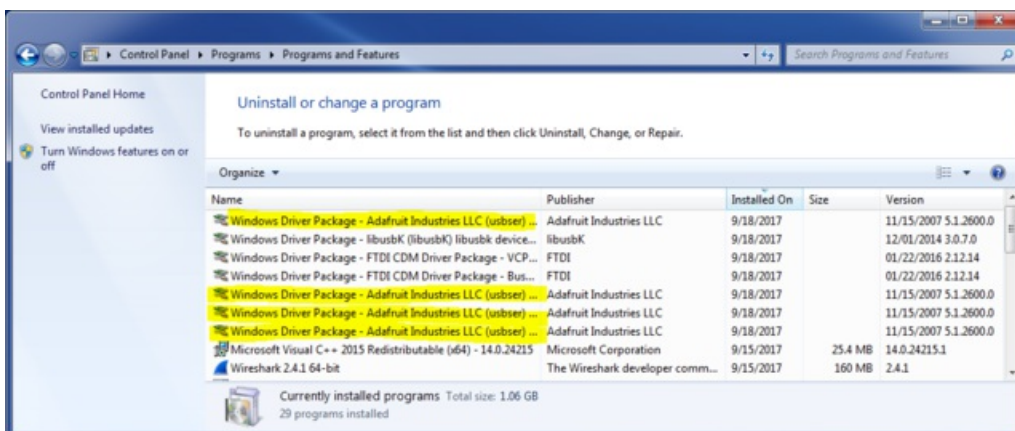 Control Panel ▸ Programs ▸ Programs and Features
Search Programs and Features
Control Panel Home
View installed updates
Turn Windows features on or off
Uninstall or change a program
To uninstall a program, select it from the list and then click Uninstall, Change, or Repair.
Organize
Name Publisher Installed On Size Version
Windows Driver Package - Adafruit Industries LLC (usbser) ... Adafruit Industries LLC 9/18/2017 11/15/2007 5.1.2600.0
Windows Driver Package - libusbK (libusbK) libusbk device... libusbK 9/18/2017 12/01/2014 3.0.7.0
Windows Driver Package - FTDI CDM Driver Package - VCP... FTDI 9/18/2017 01/22/2016 2.12.14
Windows Driver Package - FTDI CDM Driver Package - Bus... FTDI 9/18/2017 01/22/2016 2.12.14
Windows Driver Package - Adafruit Industries LLC (usbser) ... Adafruit Industries LLC 9/18/2017 11/15/2007 5.1.2600.0
Windows Driver Package - Adafruit Industries LLC (usbser) ... Adafruit Industries LLC 9/18/2017 11/15/2007 5.1.2600.0
Windows Driver Package - Adafruit Industries LLC (usbser) ... Adafruit Industries LLC 9/18/2017 11/15/2007 5.1.2600.0
Microsoft Visual C++ 2015 Redistributable (x64) - 14.0.24215 Microsoft Corporation 9/15/2017 25.4 MB 14.0.24215.1
Wireshark 2.4.1 64-bit The Wireshark developer comm... 9/15/2017 160 MB 2.4.1
Currently installed programs Total size: 1.06 GB
29 programs installed